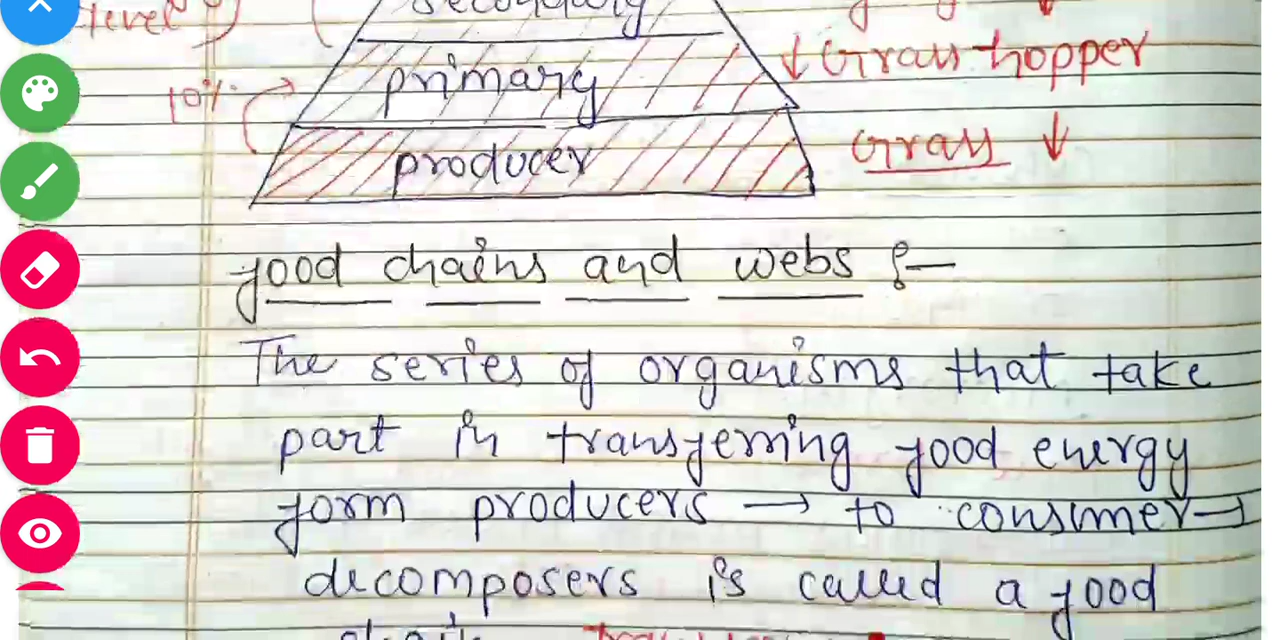 level
secondary
primary
↓ Grass hopper
10%
producer
Grass ↓
food chains and webs :-
The series of organisms that take
part in transferring food energy
form producers → to consumer →
decomposers is called a food